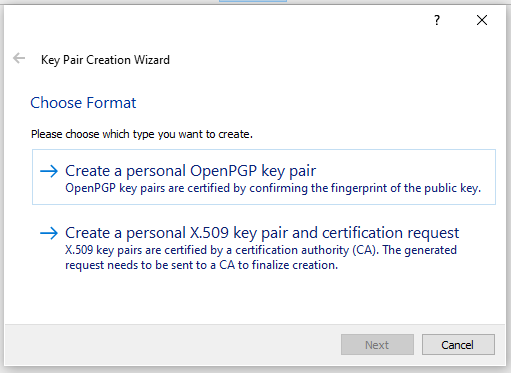 ?
Key Pair Creation Wizard
Choose Format
Please choose which type you want to create.
Create a personal OpenPGP key pair
OpenPGP key pairs are certified by confirming the fingerprint of the public key.
Create a personal X.509 key pair and certification request
X.509 key pairs are certified by a certification authority (CA). The generated
request needs to be sent to a CA to finalize creation.
Next Cancel